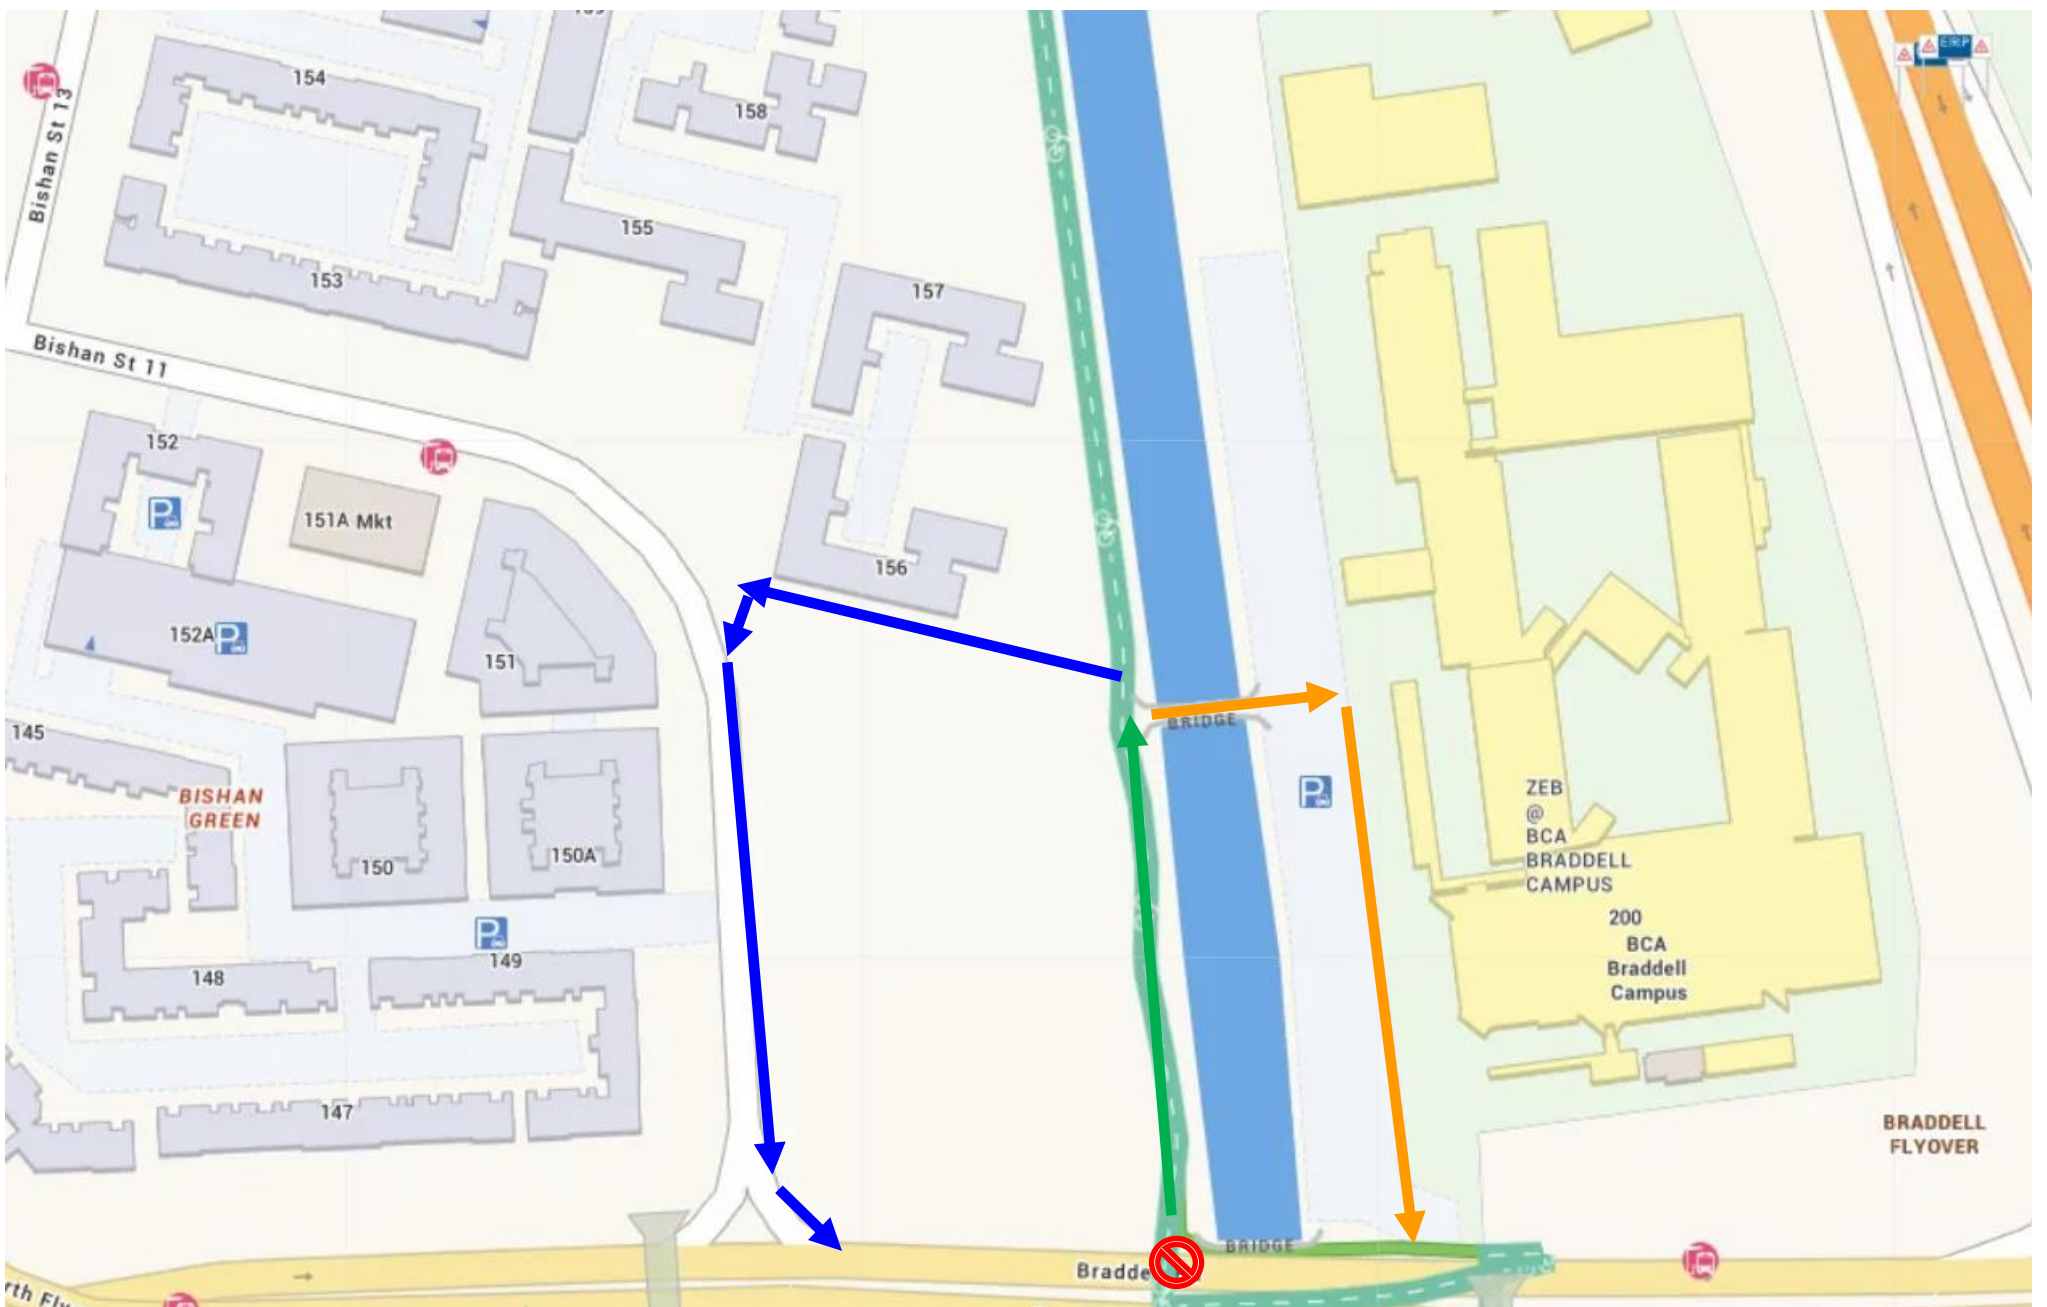 ERP
154
158
Bishan St 13
155
153
157
Bishan St 11
152
151A Mkt
156
152A
151
145
BRIDGE
BISHAN
GREEN
150
150A
ZEB
@
BCA
BRADDELL
CAMPUS
200
BCA
Braddell
Campus
149
148
147
BRADDELL
FLYOVER
BRIDGE
Bradde
rth Fly